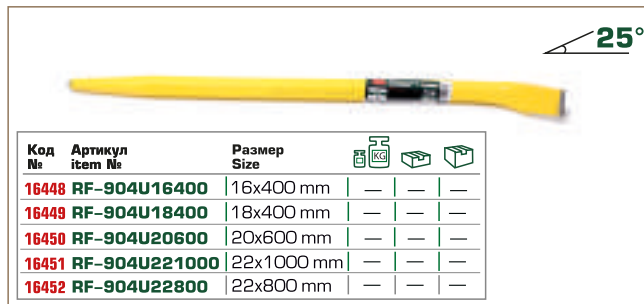 25°
Код Артикул Размер
№ item № Size KG
16448 RF-904U16400 16x400 mm — — —
16449 RF-904U18400 18x400 mm — — —
16450 RF-904U20600 20x600 mm — — —
16451 RF-904U221000 22x1000 mm — — —
16452 RF-904U22800 22x800 mm — — —